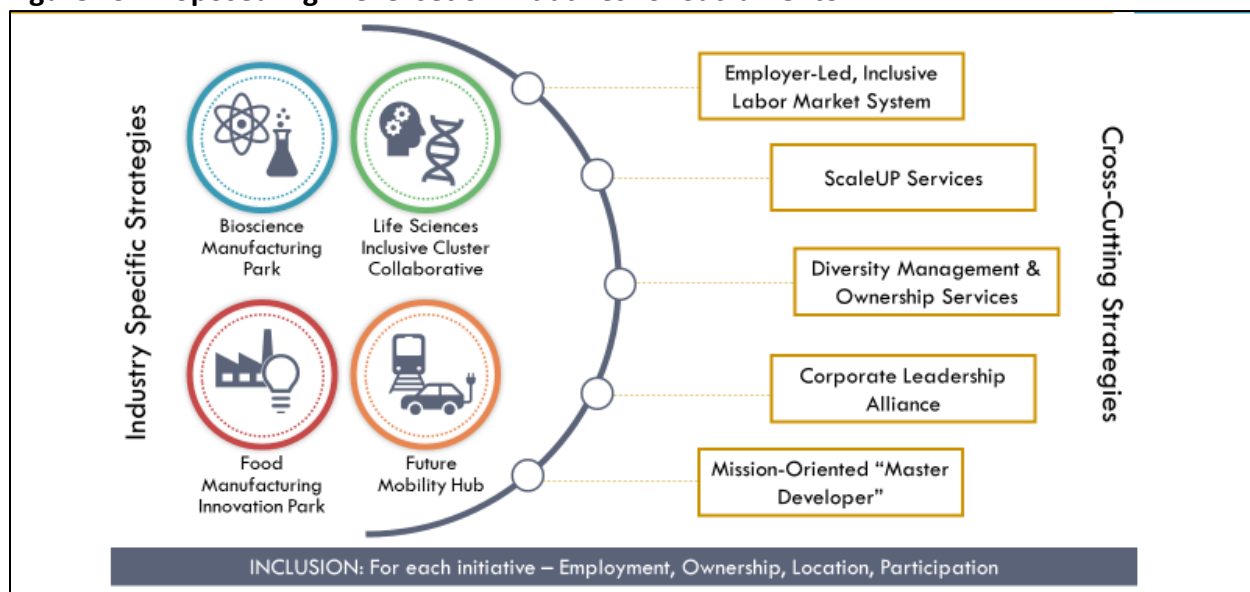 Industry Specific Strategies
Bioscience
Manufacturing
Park
Life Sciences
Inclusive Cluster
Collaborative
Food
Manufacturing
Innovation Park
Future
Mobility Hub
Employer-Led, Inclusive
Labor Market System
ScaleUP Services
Diversity Management &
Ownership Services
Corporate Leadership
Alliance
Mission-Oriented “Master
Developer”
Cross-Cutting Strategies
INCLUSION: For each initiative – Employment, Ownership, Location, Participation